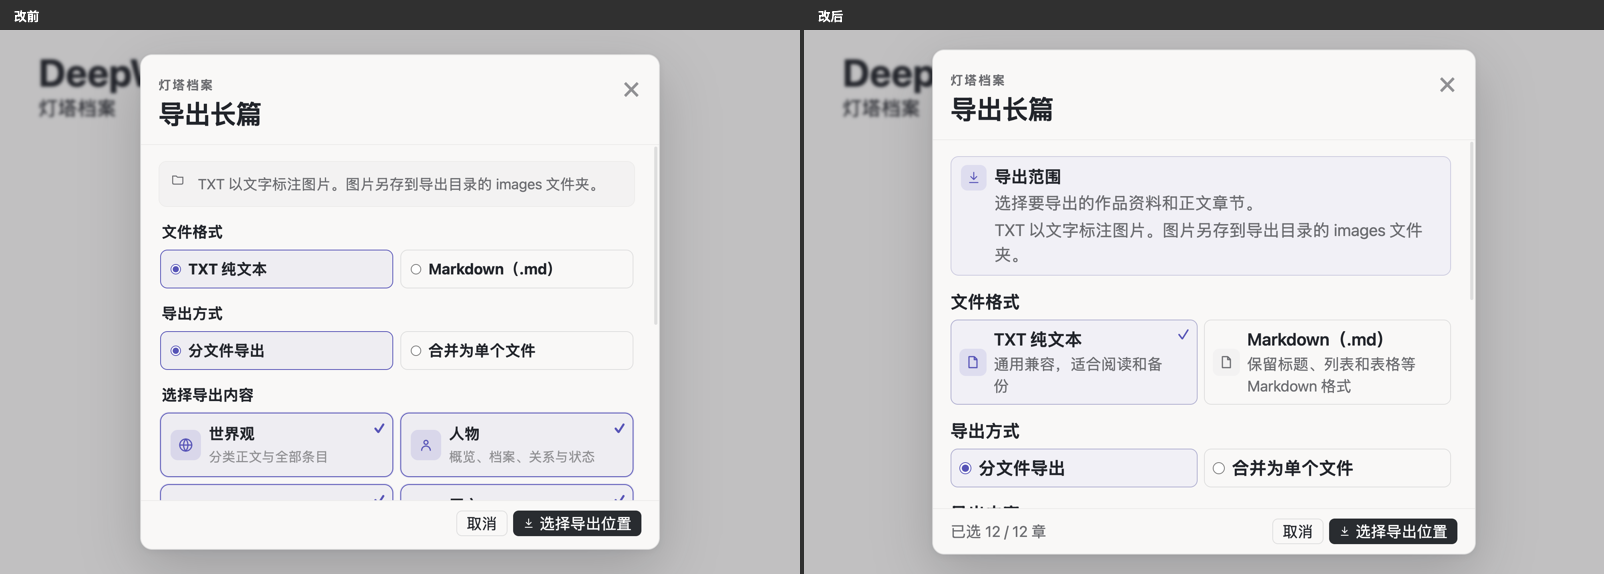 改前
Deep
灯塔档案
灯塔档案
导出长篇
TXT 以文字标注图片。图片另存到导出目录的 images 文件夹。
文件格式
TXT 纯文本
Markdown（.md）
导出方式
分文件导出
合并为单个文件
选择导出内容
世界观
分类正文与全部条目
人物
概览、档案、关系与状态
取消
选择导出位置
改后
Deep
灯塔档案
灯塔档案
导出长篇
导出范围
选择要导出的作品资料和正文章节。
TXT 以文字标注图片。图片另存到导出目录的 images 文件
夹。
文件格式
TXT 纯文本
通用兼容，适合阅读和备
份
Markdown（.md）
保留标题、列表和表格等
Markdown 格式
导出方式
分文件导出
合并为单个文件
已选 12 / 12 章
取消
选择导出位置